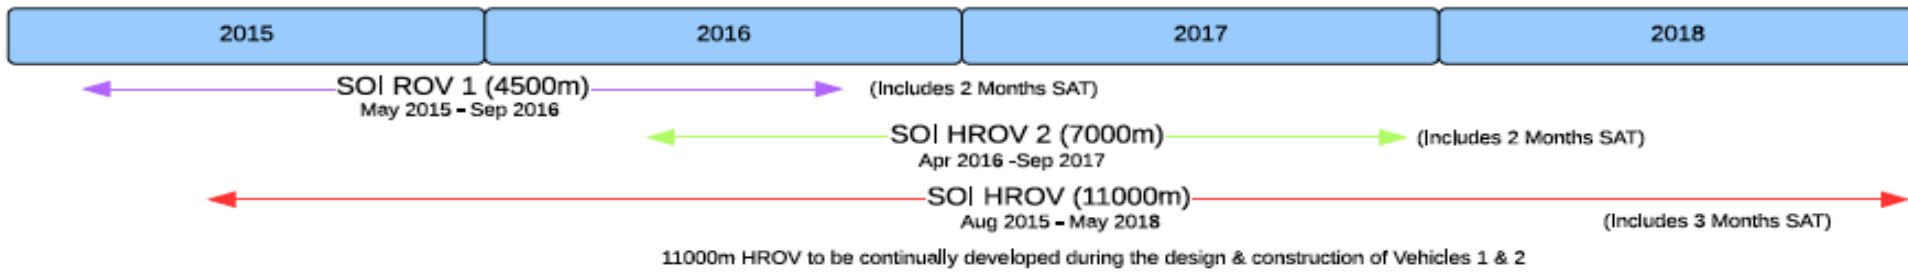 2015 2016 2017 2018
SOI ROV 1 (4500m) (Includes 2 Months SAT)
May 2015 – Sep 2016
SOI HROV 2 (7000m) (Includes 2 Months SAT)
Apr 2016 -Sep 2017
SOI HROV (11000m)
Aug 2015 – May 2018 (Includes 3 Months SAT)
11000m HROV to be continually developed during the design & construction of Vehicles 1 & 2